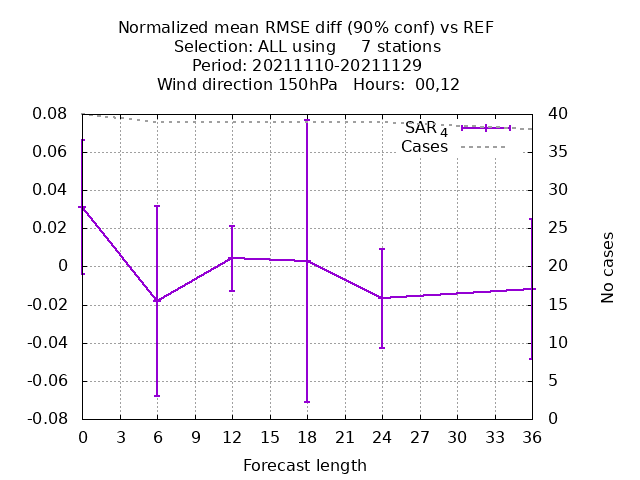 Normalized mean RMSE diff (90% conf) vs REF
Selection: ALL using     7 stations
Period: 20211110-20211129
Wind direction 150hPa   Hours:  00,12
0.08
0.06
0.04
0.02
0
-0.02
-0.04
-0.06
-0.08
SAR4
Cases
40
35
30
25
20
15
10
5
0
No cases
0 3 6 9 12 15 18 21 24 27 30 33 36
Forecast length